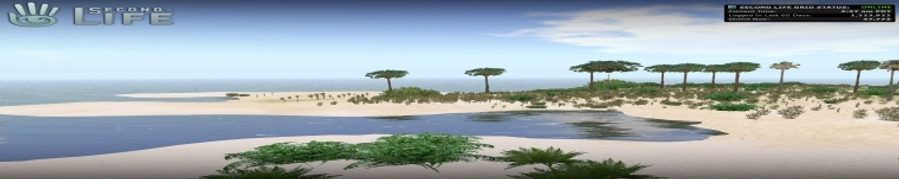 SECOND
LIFE
SECOND LIFE GRID STATUS: ONLINE
Current Time:
Logged In Last 60 Days:
Online Now: